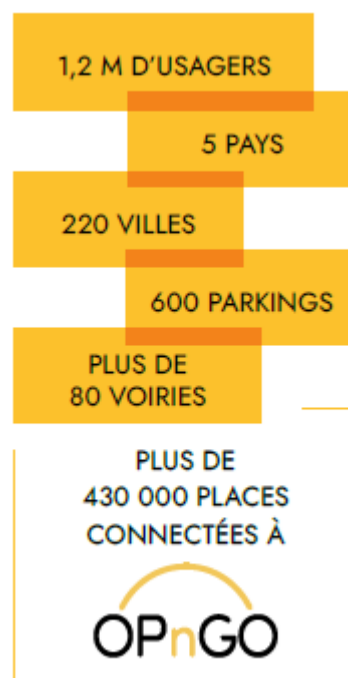 1,2 M D'USAGERS
5 PAYS
220 VILLES
600 PARKINGS
PLUS DE
80 VOIRIES
PLUS DE
430 000 PLACES
CONNECTÉES À
OPnGO